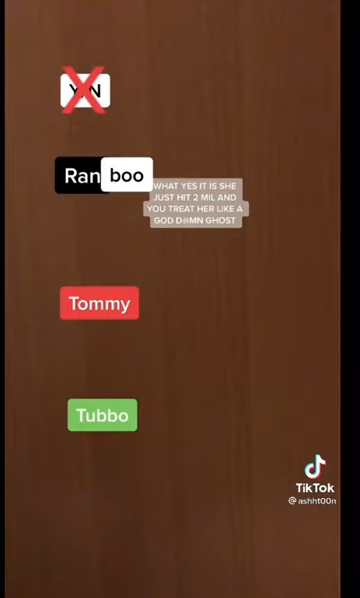 Y/N
Ranboo
WHAT YES IT IS SHE
JUST HIT 2 MIL AND
YOU TREAT HER LIKE A
GOD D@MN GHOST
Tommy
Tubbo
TikTok
@ashht00n